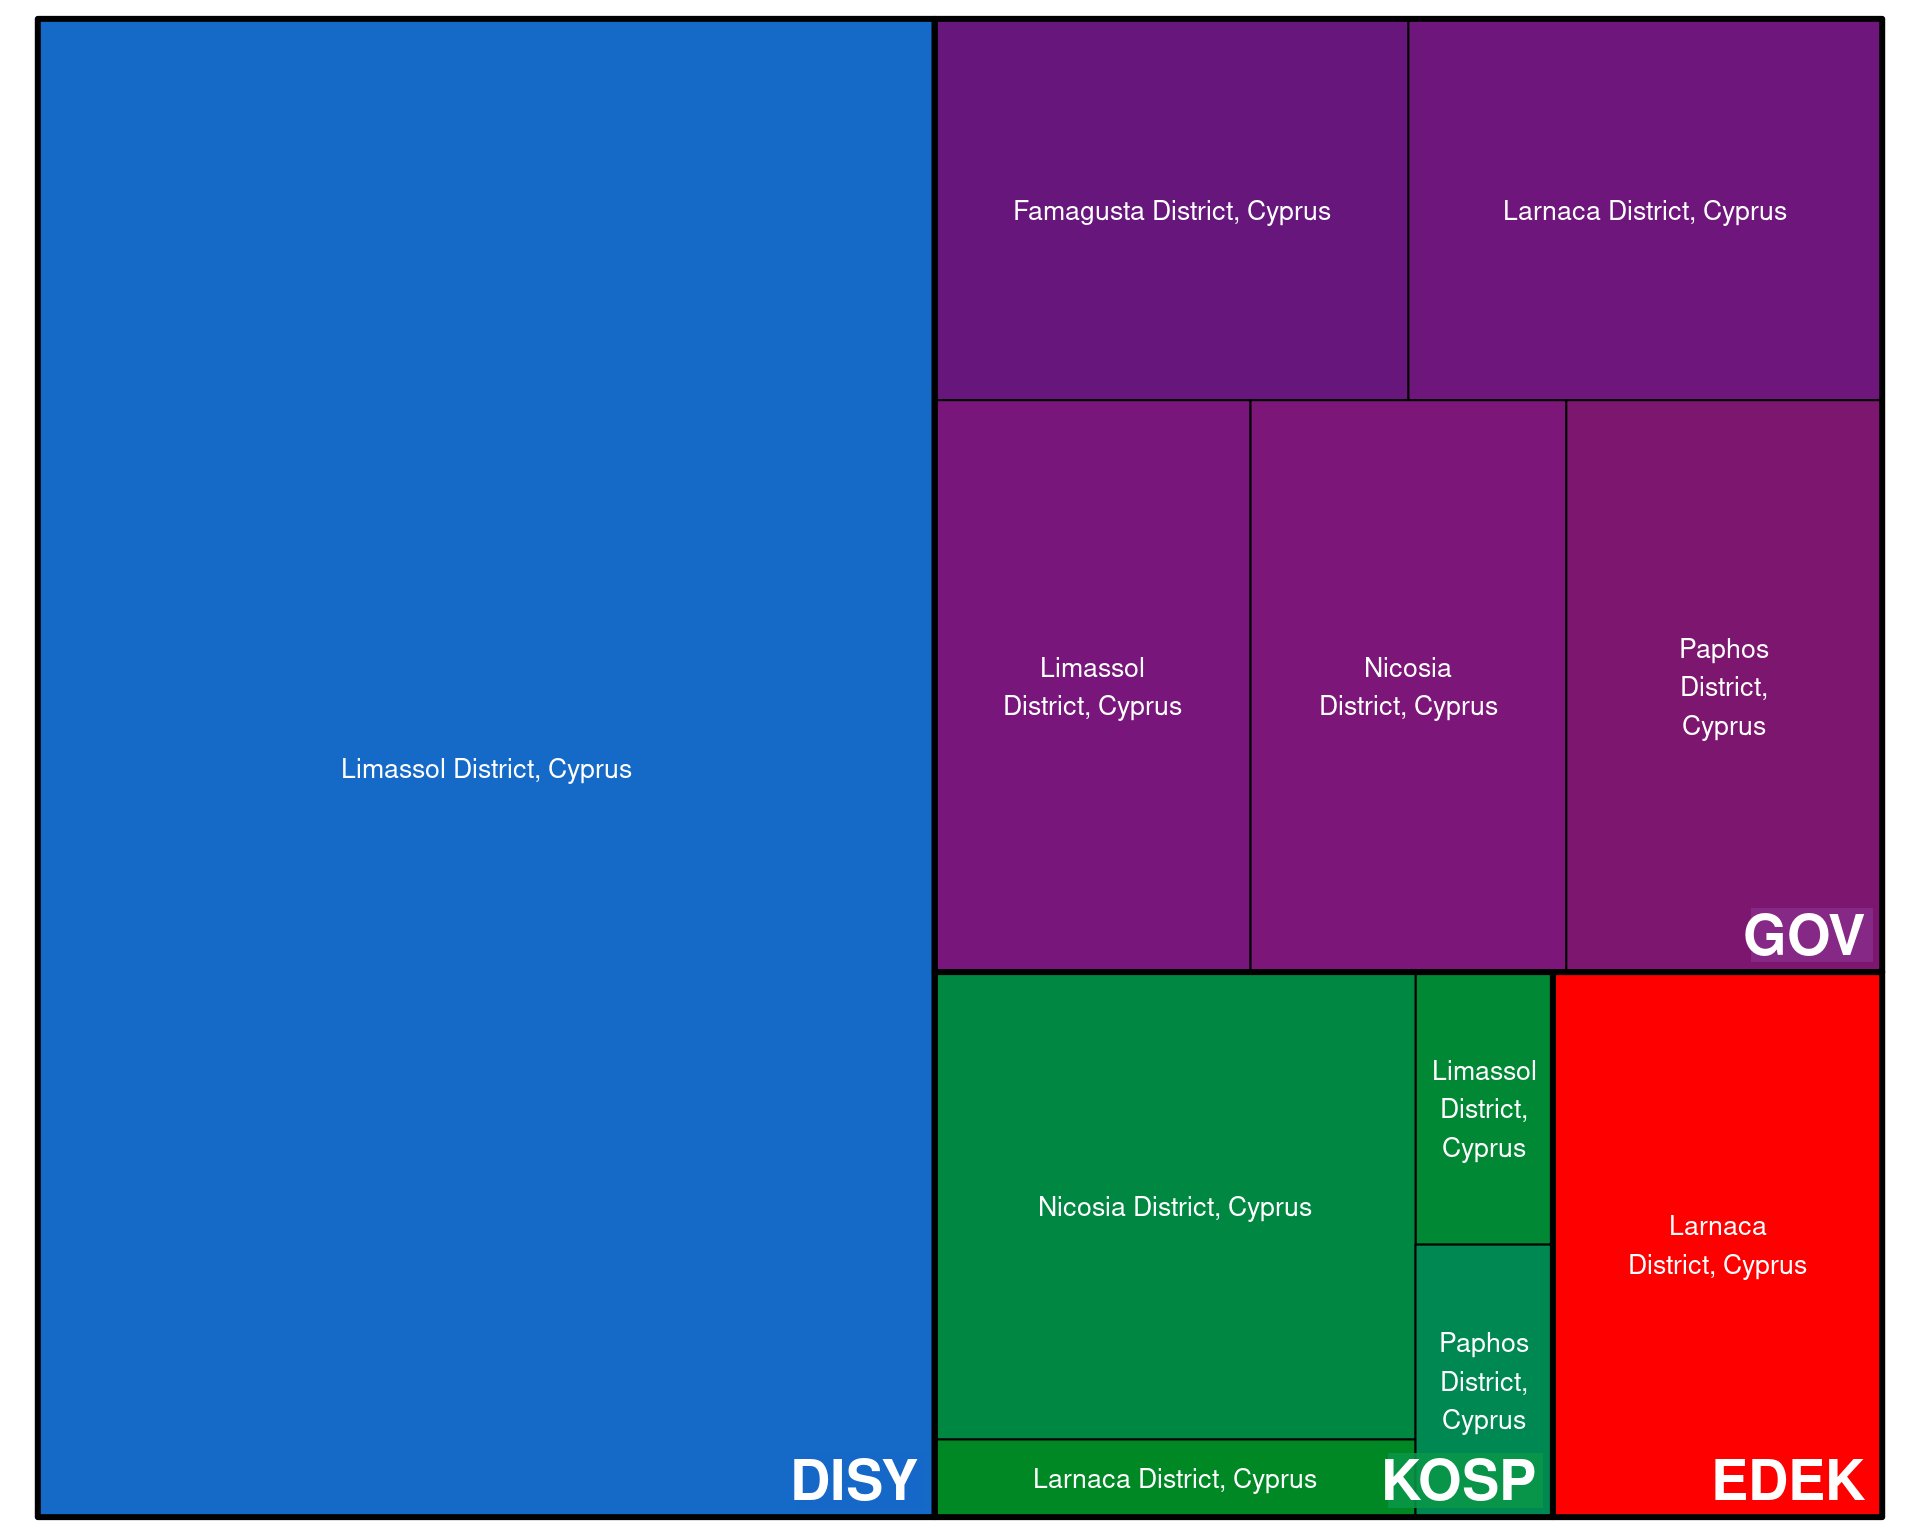 Limassol District, Cyprus
DISY
Famagusta District, Cyprus
Larnaca District, Cyprus
Limassol
District, Cyprus
Nicosia
District, Cyprus
Paphos
District,
Cyprus
GOV
Nicosia District, Cyprus
Limassol
District,
Cyprus
Paphos
District,
Cyprus
Larnaca District, Cyprus
KOSP
Larnaca
District, Cyprus
EDEK